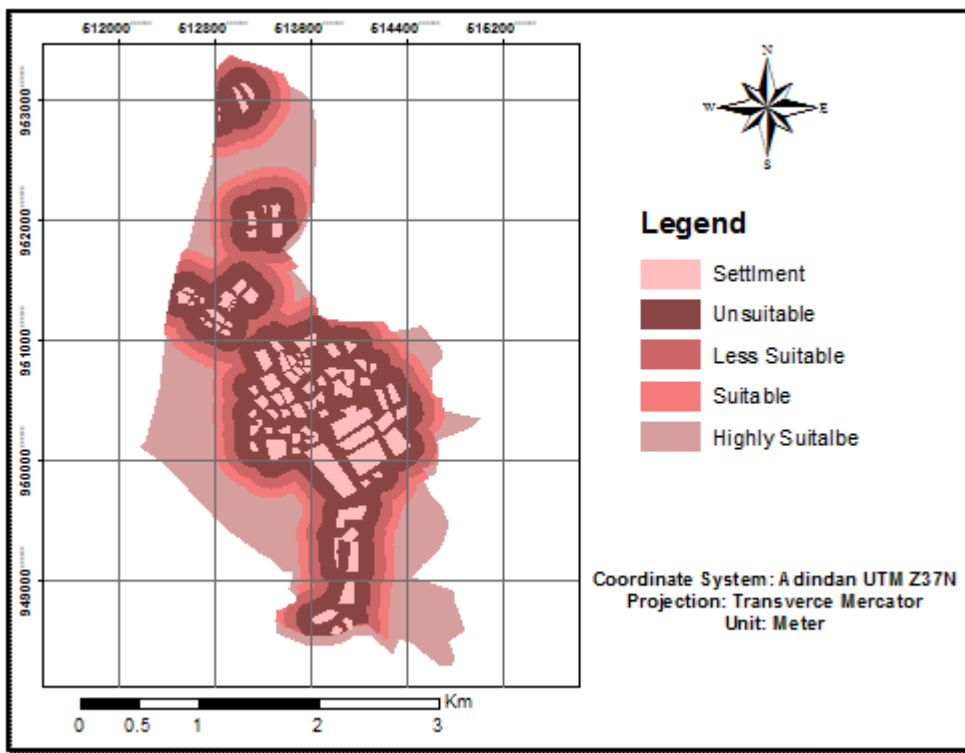 512000 512800 513600 514400 515200
963000
962000
961000
960000
949000
N
W
E
S
Legend
Settlment
Unsuitable
Less Suitable
Suitable
Highly Suitalbe
Coordinate System: Adindan UTM Z37N
Projection: Transverce Mercator
Unit: Meter
0 0.5 1 2 3 Km